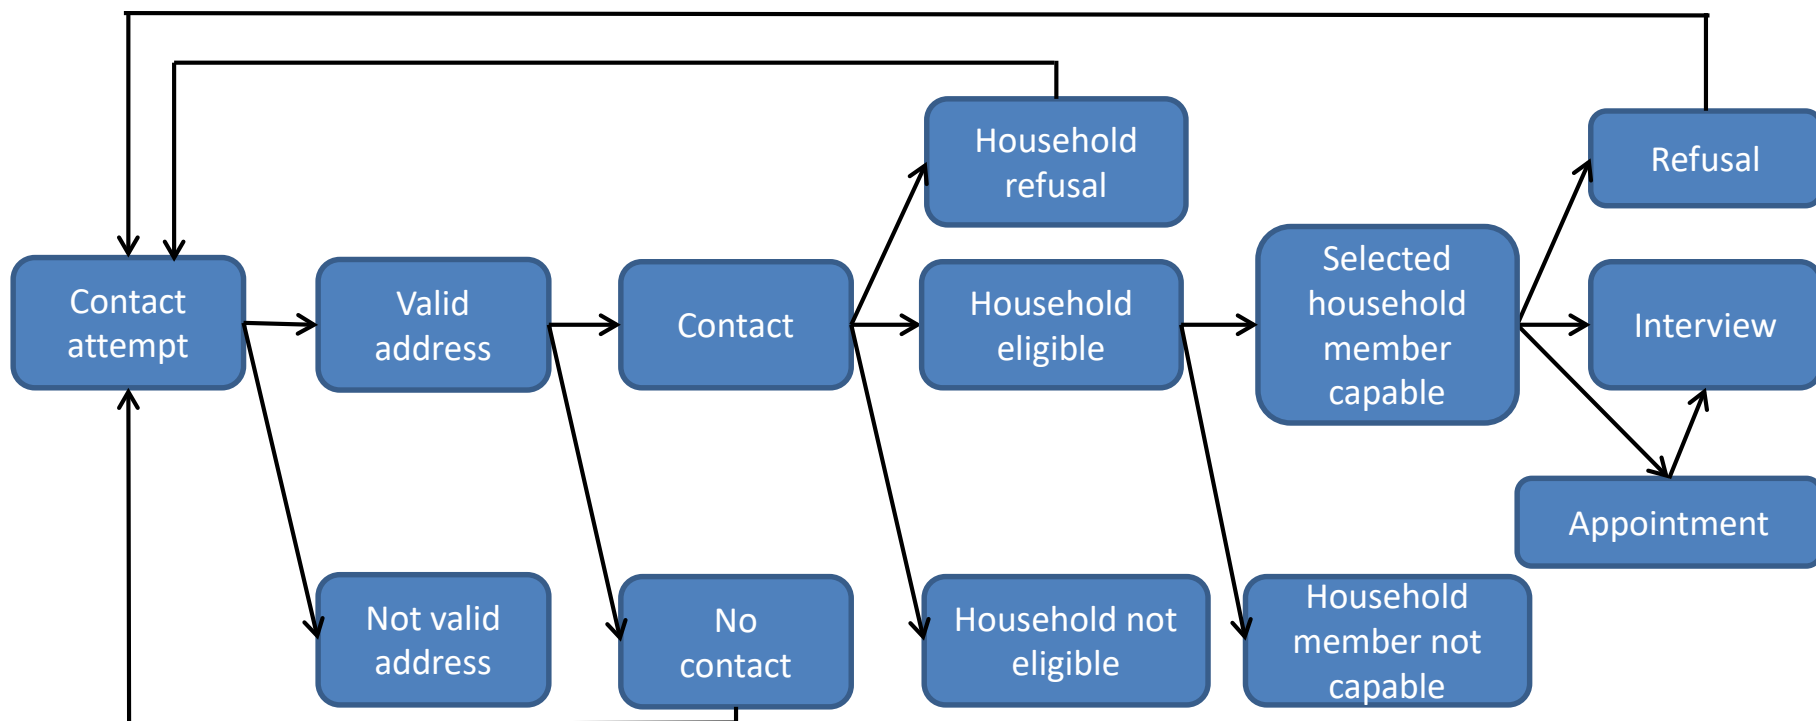 Household
refusal
Refusal
Contact
attempt
Valid
address
Contact
Household
eligible
Selected
household
member
capable
Interview
Appointment
Not valid
address
No
contact
Household not
eligible
Household
member not
capable